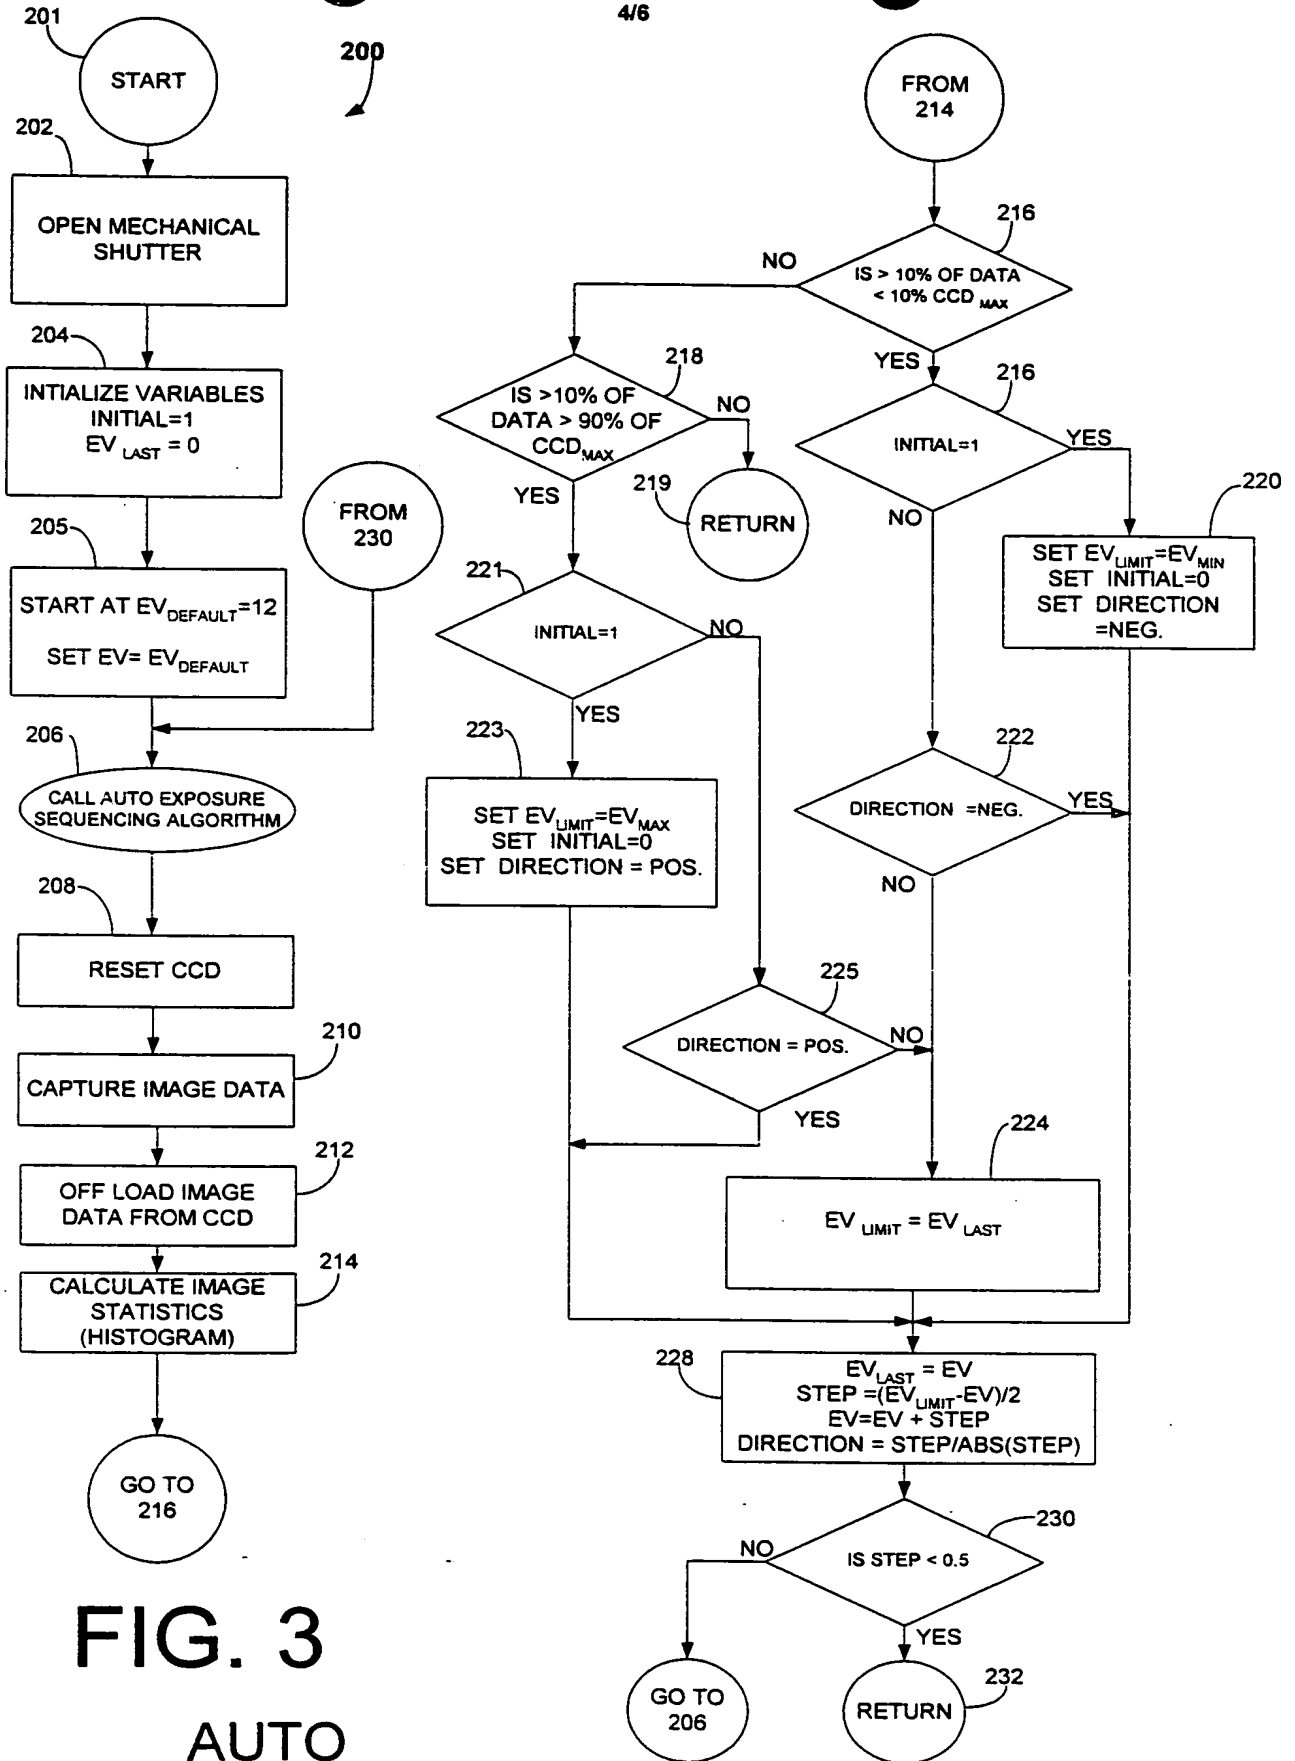 4/6
200
201
START
202
OPEN MECHANICAL
SHUTTER
204
INTIALIZE VARIABLES
INITIAL=1
EV LAST = 0
205
START AT EVDEFAULT=12
SET EV= EVDEFAULT
FROM
230
206
CALL AUTO EXPOSURE
SEQUENCING ALGORITHM
208
RESET CCD
210
CAPTURE IMAGE DATA
212
OFF LOAD IMAGE
DATA FROM CCD
214
CALCULATE IMAGE
STATISTICS
(HISTOGRAM)
GO TO
216
FROM
214
216
IS > 10% OF DATA
< 10% CCD MAX
NO
YES
218
IS >10% OF
DATA > 90% OF
CCDMAX
NO
YES
219
RETURN
216
INITIAL=1
YES
NO
220
SET EVLIMIT=EVMIN
SET INITIAL=0
SET DIRECTION
=NEG.
221
INITIAL=1
NO
YES
223
SET EVLIMIT=EVMAX
SET INITIAL=0
SET DIRECTION = POS.
222
DIRECTION =NEG.
YES
NO
225
DIRECTION = POS.
NO
YES
224
EV LIMIT = EV LAST
228
EVLAST = EV
STEP =(EVLIMIT-EV)/2
EV=EV + STEP
DIRECTION = STEP/ABS(STEP)
230
IS STEP < 0.5
NO
YES
GO TO
206
232
RETURN
FIG. 3
AUTO